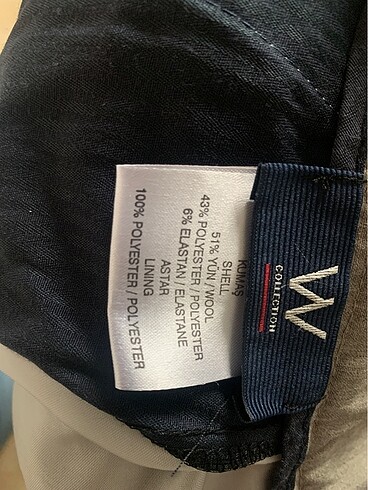 W
COLLECTION
KUMAŞ
SHELL
51% YÜN / WOOL
43% POLYESTER / POLYESTER
6% ELASTAN / ELASTANE
ASTAR
LINING
100% POLYESTER / POLYESTER